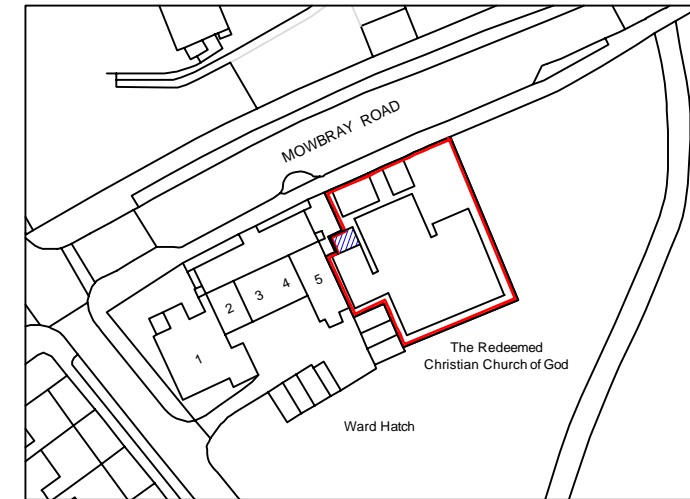 MOWBRAY ROAD
5
4
3
2
1
The Redeemed
Christian Church of God
Ward Hatch